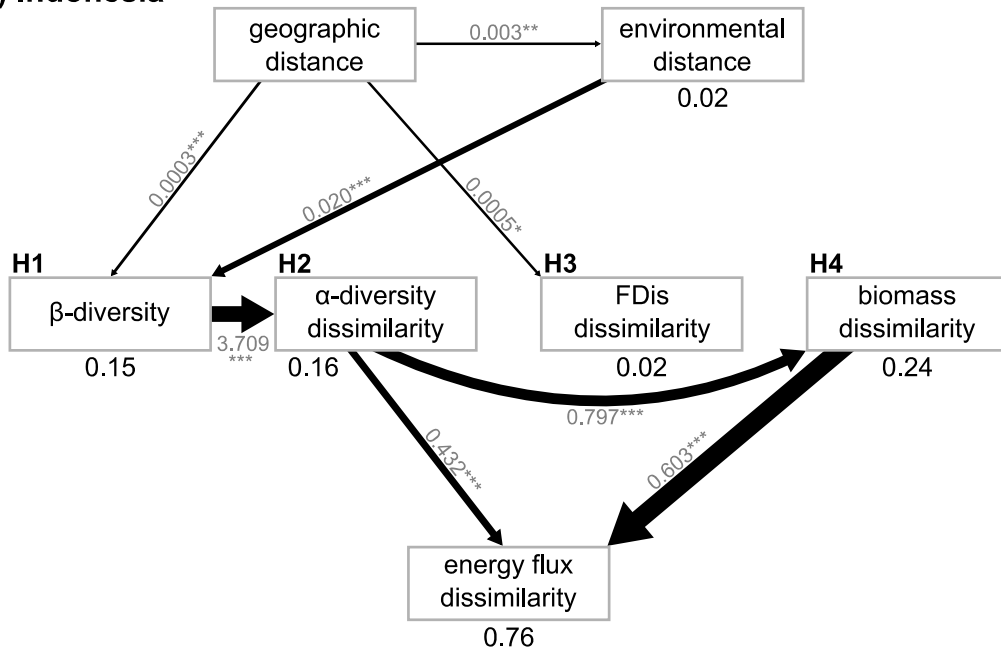 ) Indonesia
geographic
distance
0.003**
environmental
distance
0.02
0.0003***
0.020***
0.0005*
H1
β-diversity
0.15
3.709
***
H2
α-diversity
dissimilarity
0.16
H3
FDis
dissimilarity
0.02
H4
biomass
dissimilarity
0.24
0.797***
0.432***
0.603***
energy flux
dissimilarity
0.76